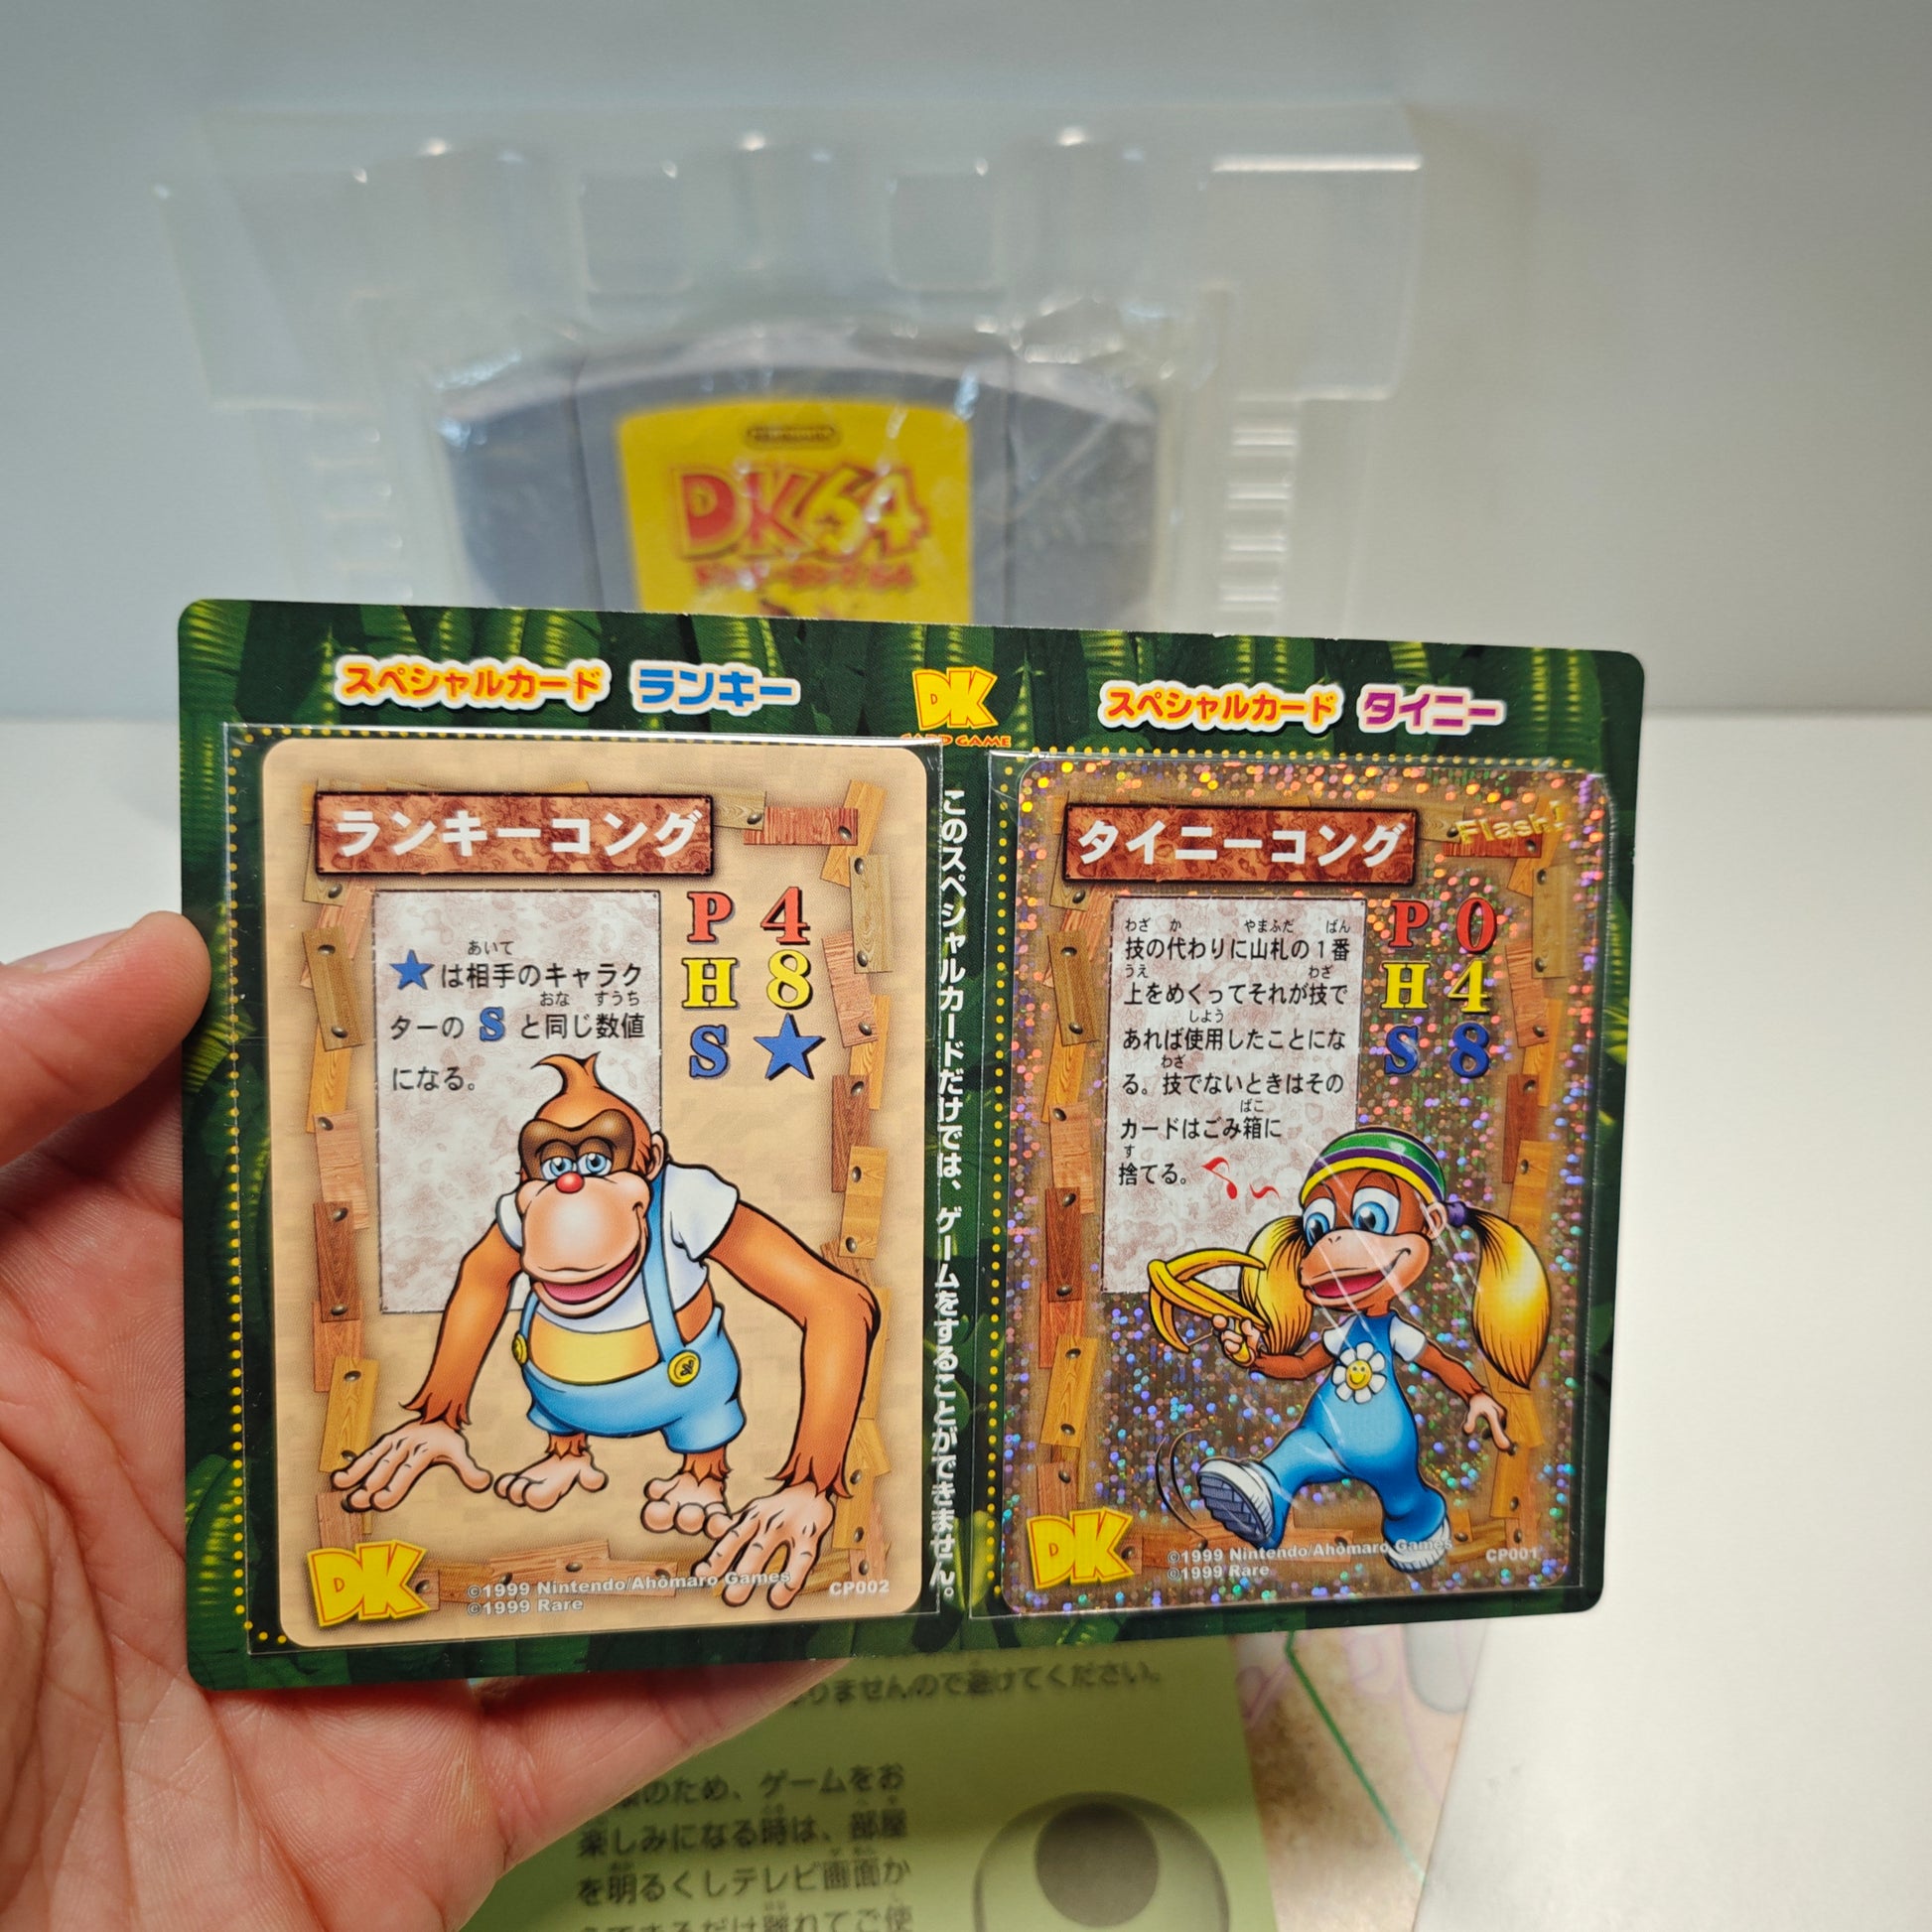 DK64
スペシャルカード ランキー
DK
CARD GAME
スペシャルカード タイニー
ランキーコング
P 4
H 8
S ★
あいて
★は相手のキャラク
おな すうち
ターの S と同じ数値
になる。
DK
©1999 Nintendo/Ahomaro Games
©1999 Rare
CP002
このスペシャルカードだけでは、ゲームをすることができません。
タイニーコング
Flash!
P 0
H 4
S 8
わざ か やまふだ ばん
技の代わりに山札の1番
うえ わざ
上をめくってそれが技で
しよう
あれば使用したことにな
わざ
る。技でないときはその
ばこ
カードはごみ箱に
す
捨てる。
DK
©1999 Nintendo/Ahomaro Games
©1999 Rare
CP001
りませんので避けてください。
のため、ゲームをお
楽しみになる時は、部屋
を明るくしテレビ画面か